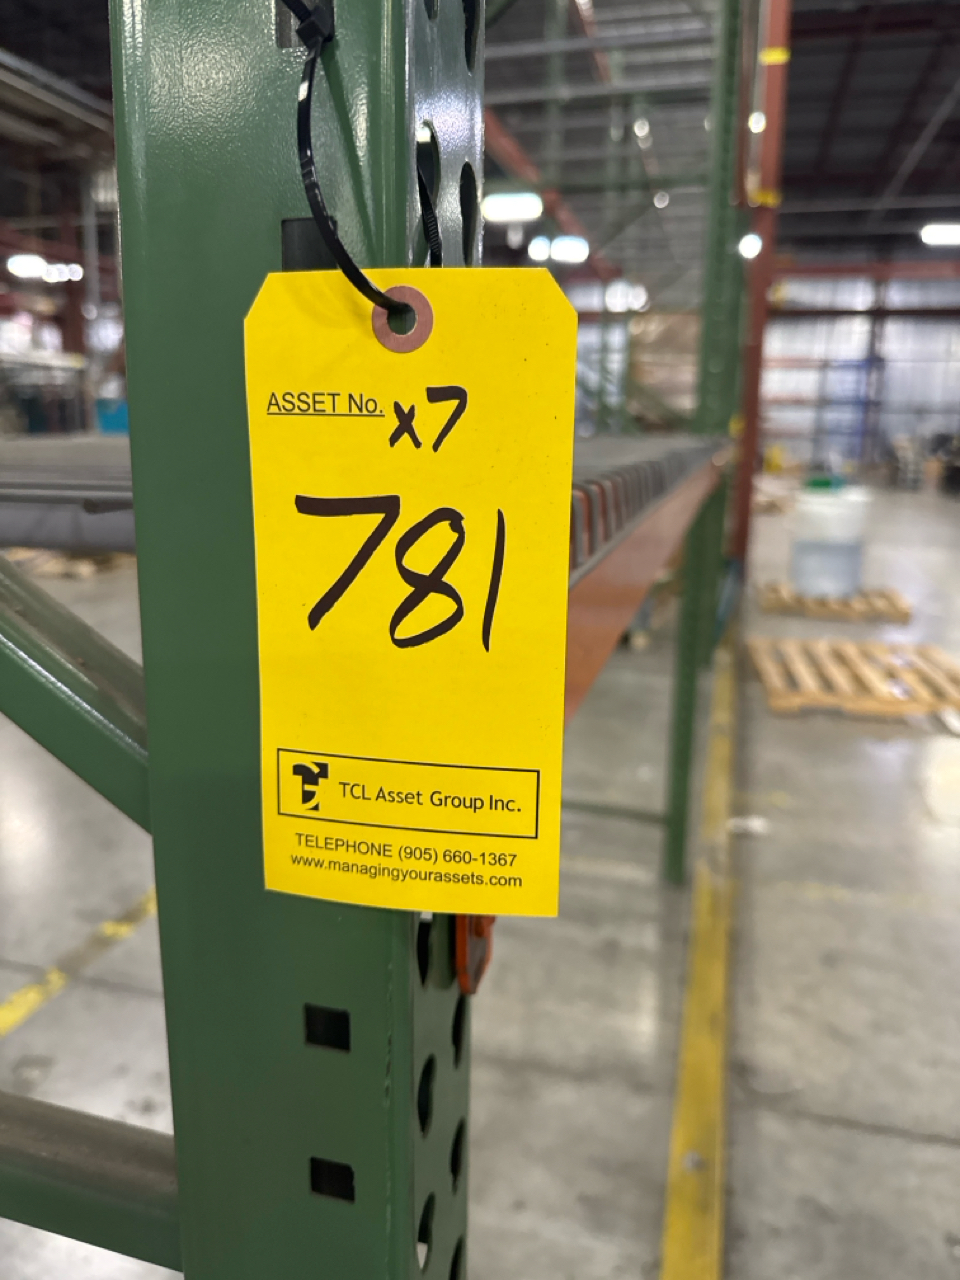 ASSET No. x7
781
TCL Asset Group Inc.
TELEPHONE (905) 660-1367
www.managingyourassets.com